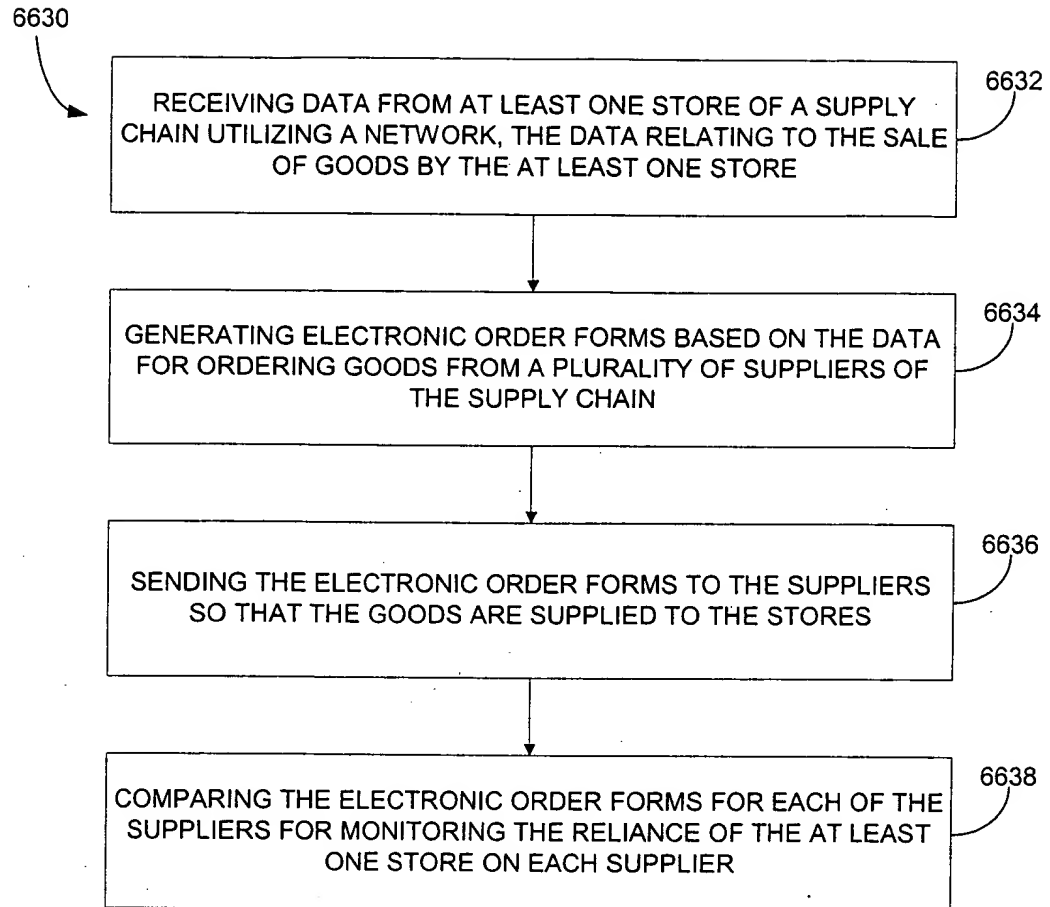 6630
6632
RECEIVING DATA FROM AT LEAST ONE STORE OF A SUPPLY
CHAIN UTILIZING A NETWORK, THE DATA RELATING TO THE SALE
OF GOODS BY THE AT LEAST ONE STORE
6634
GENERATING ELECTRONIC ORDER FORMS BASED ON THE DATA
FOR ORDERING GOODS FROM A PLURALITY OF SUPPLIERS OF
THE SUPPLY CHAIN
6636
SENDING THE ELECTRONIC ORDER FORMS TO THE SUPPLIERS
SO THAT THE GOODS ARE SUPPLIED TO THE STORES
6638
COMPARING THE ELECTRONIC ORDER FORMS FOR EACH OF THE
SUPPLIERS FOR MONITORING THE RELIANCE OF THE AT LEAST
ONE STORE ON EACH SUPPLIER